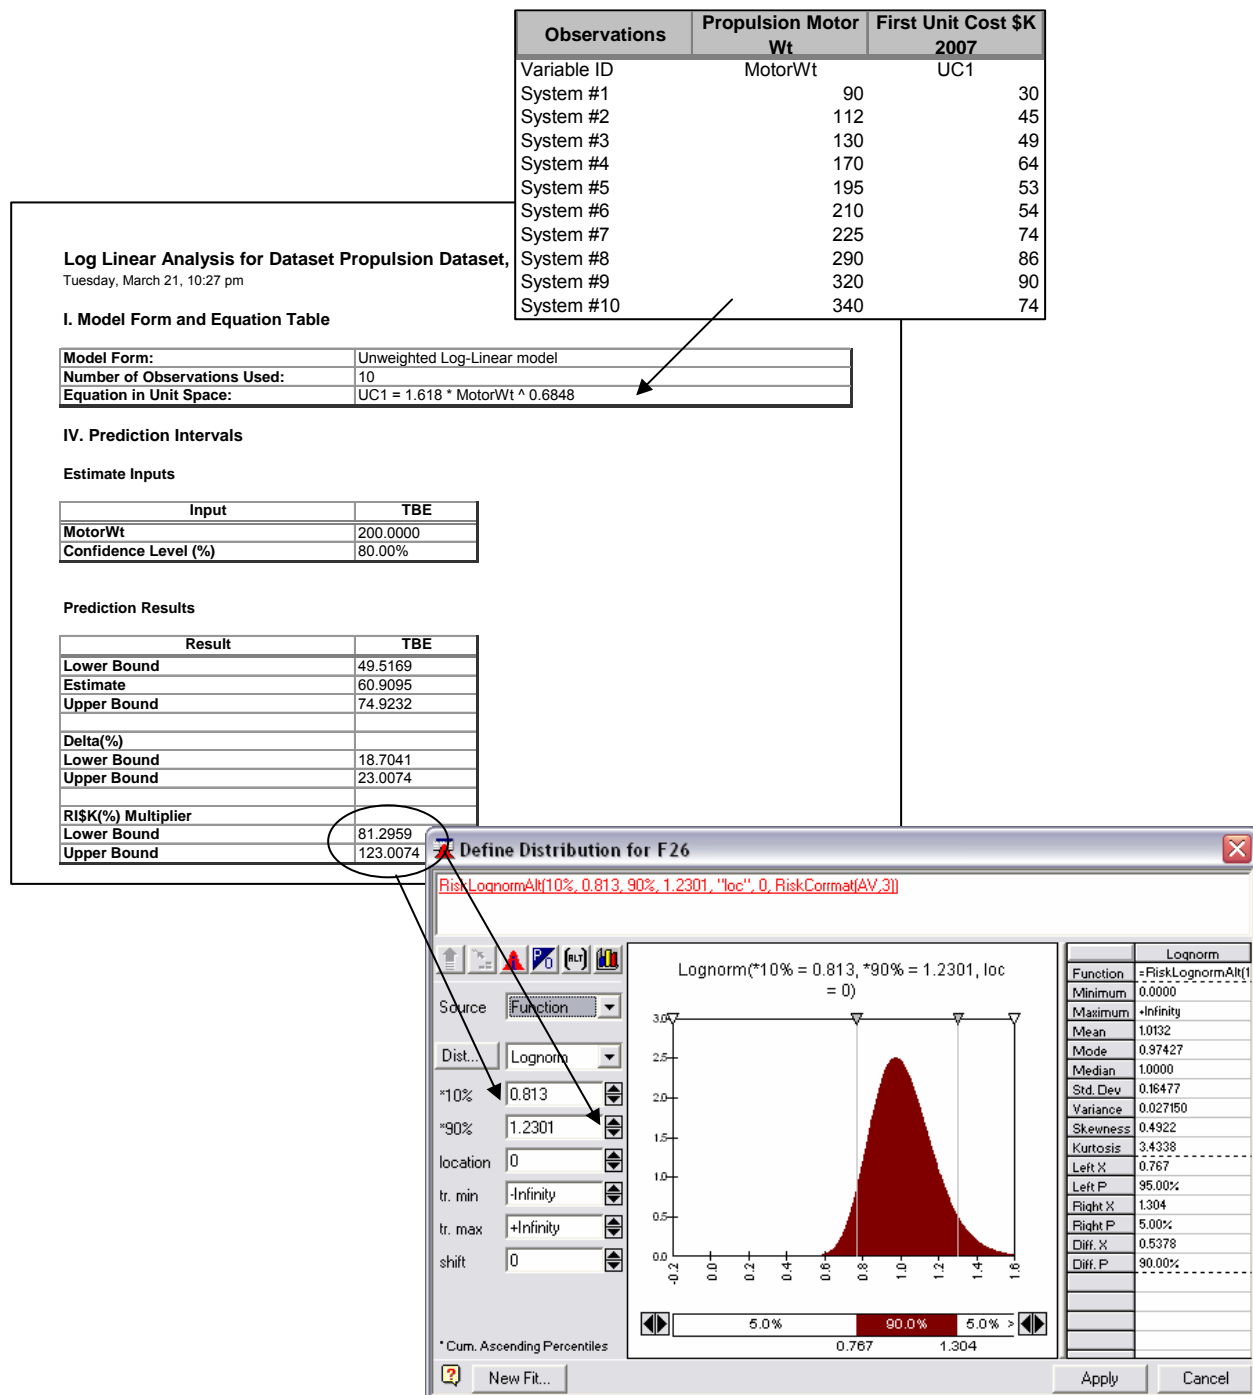 Observations Propulsion Motor Wt First Unit Cost $K 2007
Variable ID MotorWt UC1
System #1 90 30
System #2 112 45
System #3 130 49
System #4 170 64
System #5 195 53
System #6 210 54
System #7 225 74
System #8 290 86
System #9 320 90
System #10 340 74
Log Linear Analysis for Dataset Propulsion Dataset,
Tuesday, March 21, 10:27 pm
I. Model Form and Equation Table
Model Form: Unweighted Log-Linear model
Number of Observations Used: 10
Equation in Unit Space: UC1 = 1.618 * MotorWt ^ 0.6848
IV. Prediction Intervals
Estimate Inputs
Input TBE
MotorWt 200.0000
Confidence Level (%) 80.00%
Prediction Results
Result TBE
Lower Bound 49.5169
Estimate 60.9095
Upper Bound 74.9232
Delta(%)
Lower Bound 18.7041
Upper Bound 23.0074
RI$K(%) Multiplier
Lower Bound 81.2959
Upper Bound 123.0074
Define Distribution for F26
RiskLognormAlt(10%, 0.813, 90%, 1.2301, "loc", 0, RiskCorrmat(AV,3))
Source Function
Dist... Lognorm
*10% 0.813
*90% 1.2301
location 0
tr. min -Infinity
tr. max +Infinity
shift 0
* Cum. Ascending Percentiles
Lognorm(*10% = 0.813, *90% = 1.2301, loc
= 0)
3.0
2.5
2.0
1.5
1.0
0.5
0.0
-0.2 0.0 0.2 0.4 0.6 0.8 1.0 1.2 1.4 1.6
5.0% 90.0% 5.0% >
0.767 1.304
Lognorm
Function =RiskLognormAlt(1
Minimum 0.0000
Maximum +Infinity
Mean 1.0132
Mode 0.97427
Median 1.0000
Std. Dev 0.16477
Variance 0.027150
Skewness 0.4922
Kurtosis 3.4338
Left X 0.767
Left P 95.00%
Right X 1.304
Right P 5.00%
Diff. X 0.5378
Diff. P 90.00%
New Fit... Apply Cancel